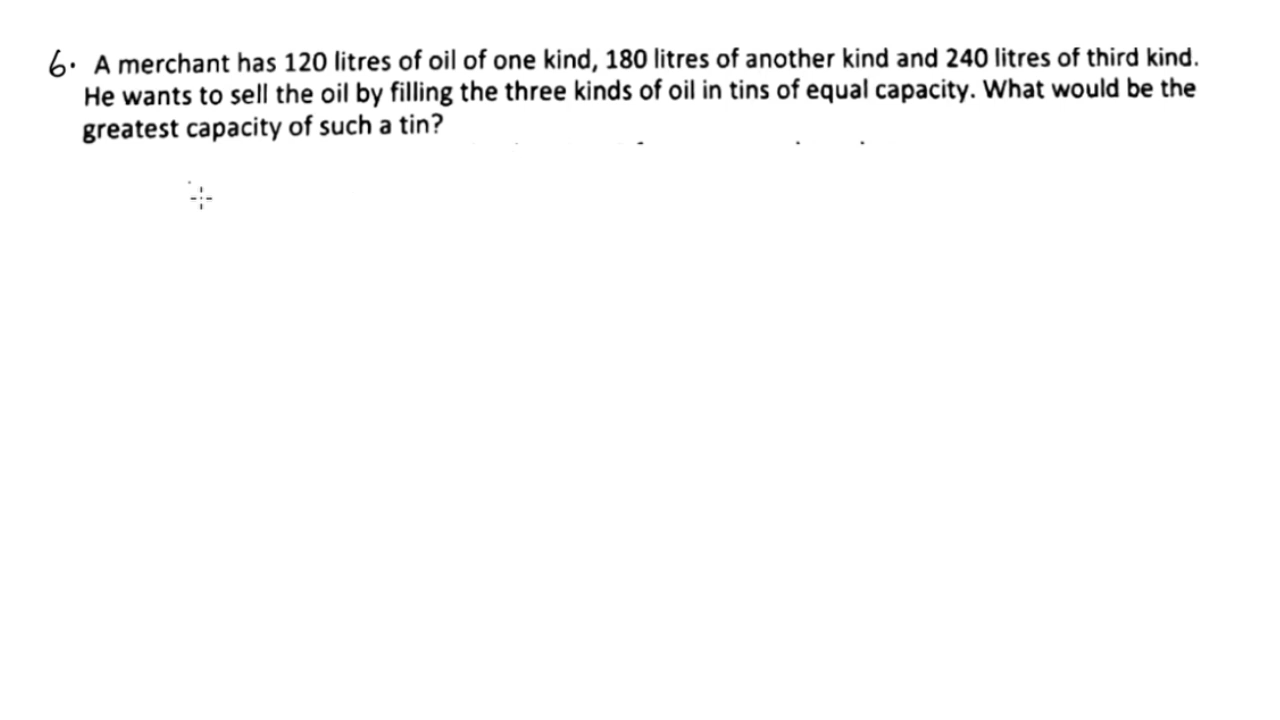 6. A merchant has 120 litres of oil of one kind, 180 litres of another kind and 240 litres of third kind.
He wants to sell the oil by filling the three kinds of oil in tins of equal capacity. What would be the
greatest capacity of such a tin?